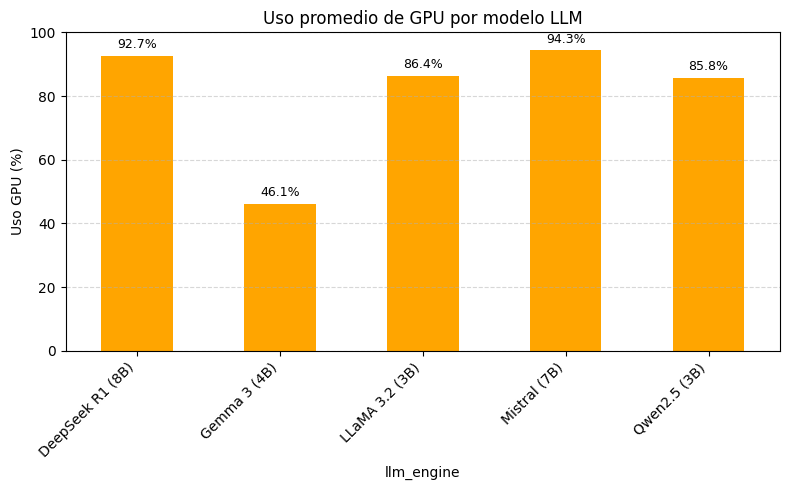 Uso promedio de GPU por modelo LLM
Uso GPU (%)
100
80
60
40
20
0
92.7%
46.1%
86.4%
94.3%
85.8%
DeepSeek R1 (8B)
Gemma 3 (4B)
LLaMA 3.2 (3B)
Mistral (7B)
Qwen2.5 (3B)
llm_engine